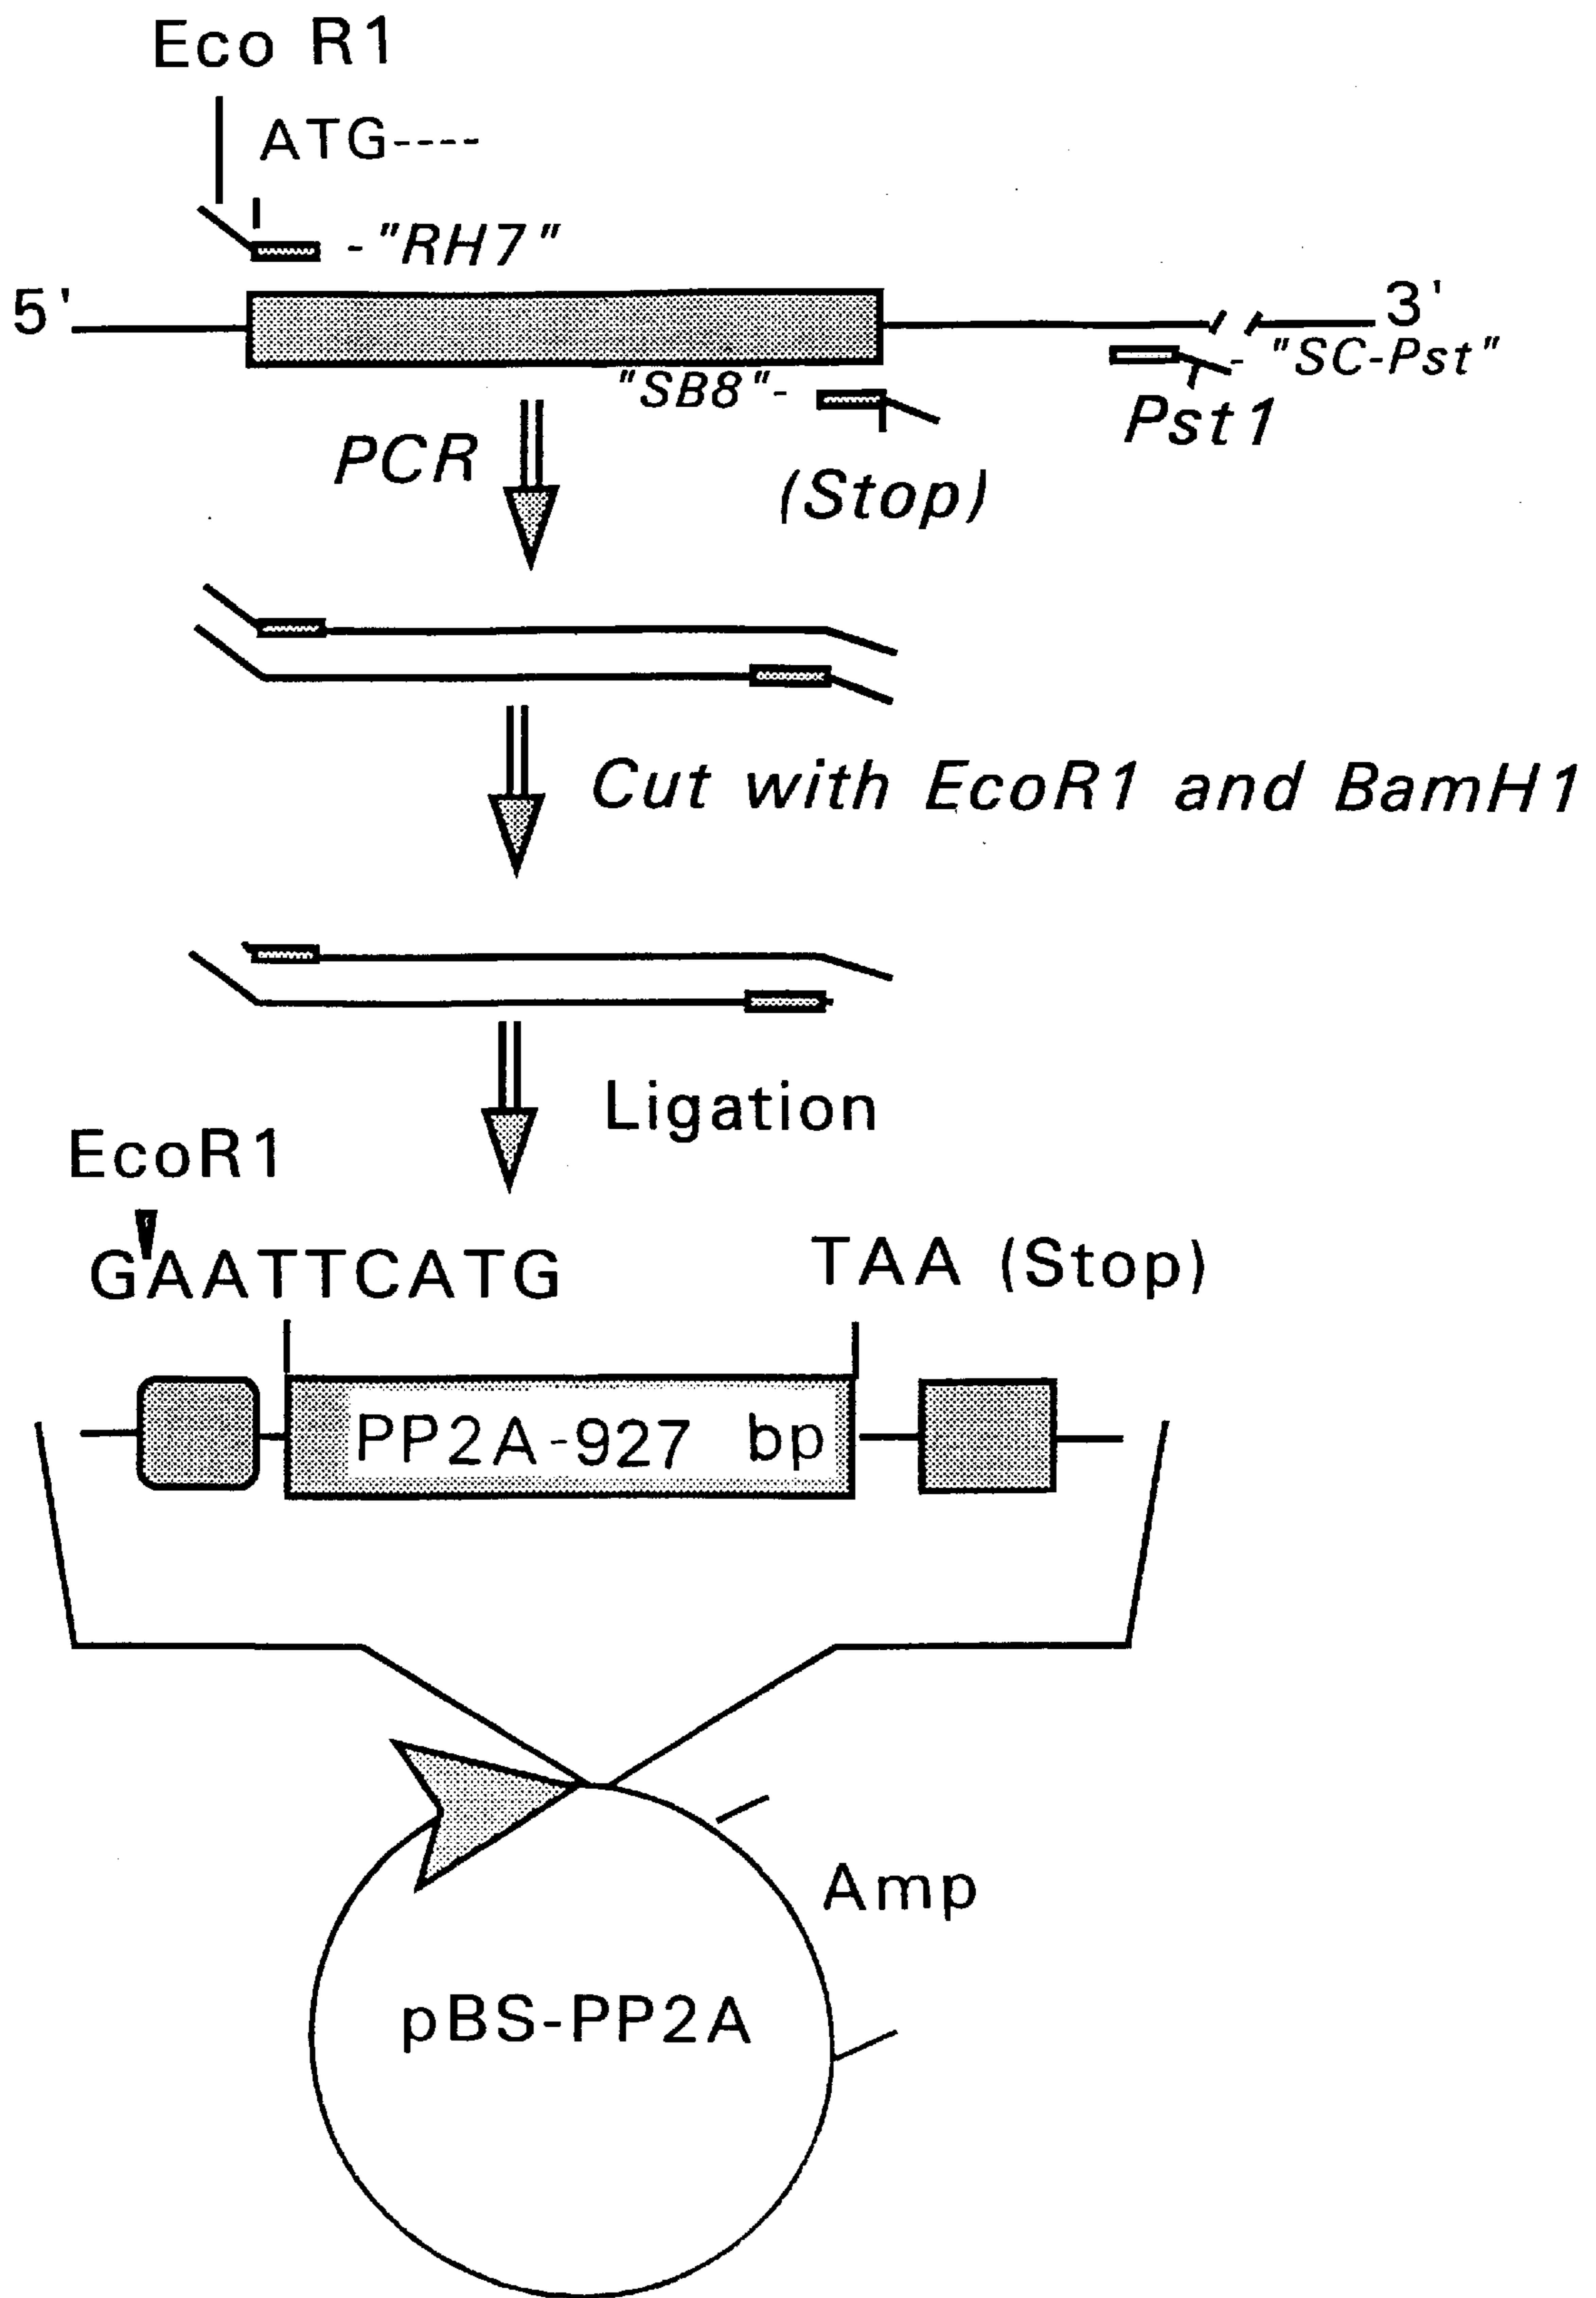 Eco R1
ATG----
-"RH7"
5'
3'
"SC-Pst"
"SB8"-
Pst1
PCR
(Stop)
Cut with EcoR1 and BamH1
Ligation
EcoR1
GAATTCATG
TAA (Stop)
PP2A-927 bp
Amp
pBS-PP2A